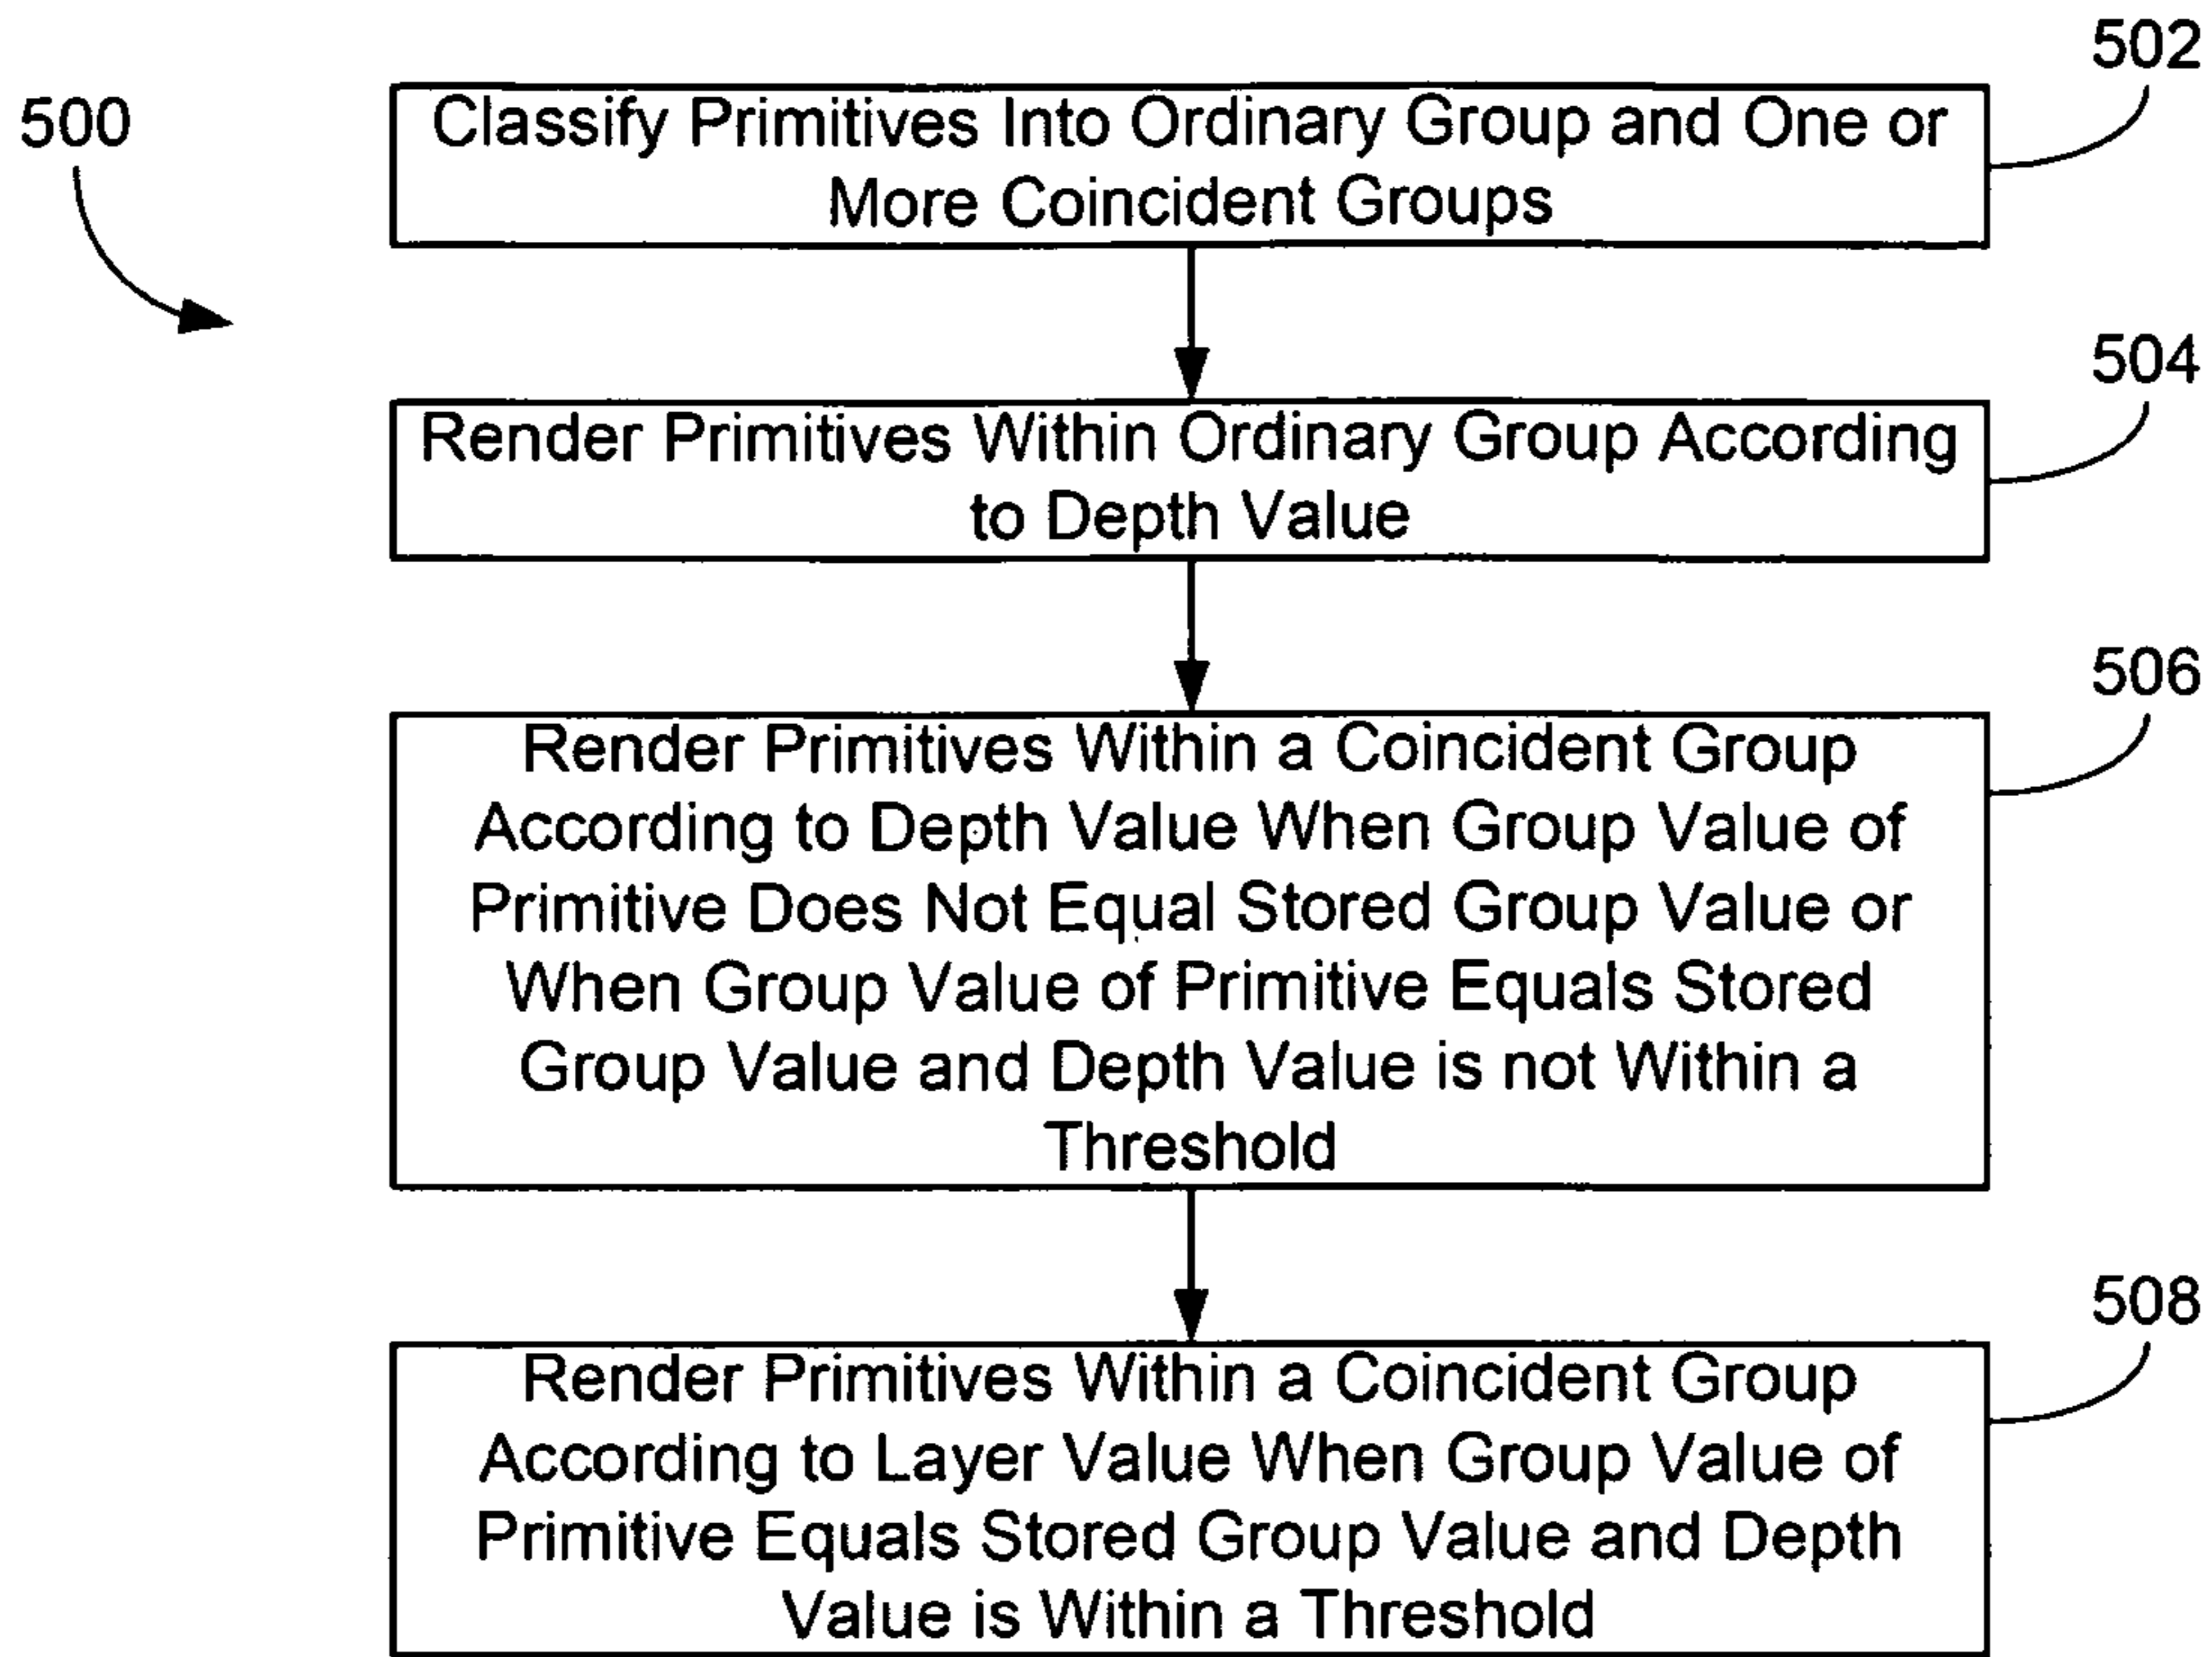 500
502
Classify Primitives Into Ordinary Group and One or
More Coincident Groups
504
Render Primitives Within Ordinary Group According
to Depth Value
506
Render Primitives Within a Coincident Group
According to Depth Value When Group Value of
Primitive Does Not Equal Stored Group Value or
When Group Value of Primitive Equals Stored
Group Value and Depth Value is not Within a
Threshold
508
Render Primitives Within a Coincident Group
According to Layer Value When Group Value of
Primitive Equals Stored Group Value and Depth
Value is Within a Threshold